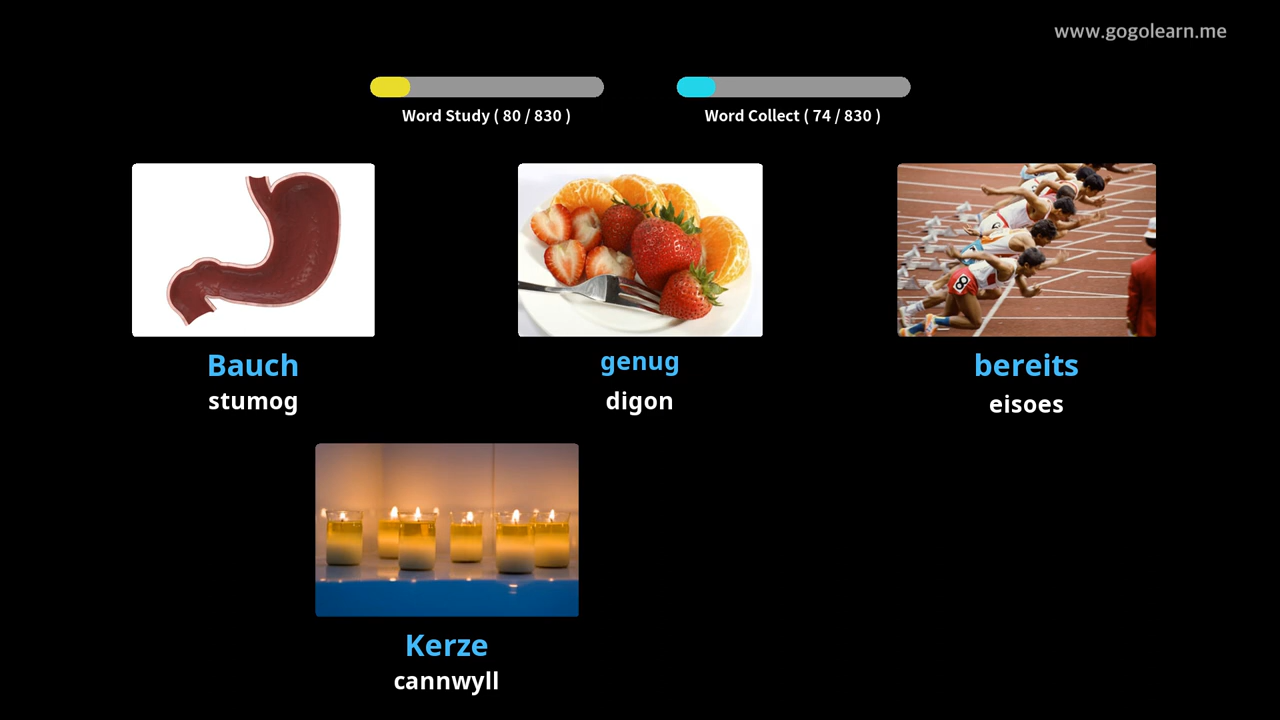 www.gogolearn.me
Word Study ( 80 / 830 )
Word Collect ( 74 / 830 )
Bauch
stumog
genug
digon
bereits
eisoes
Kerze
cannwyll